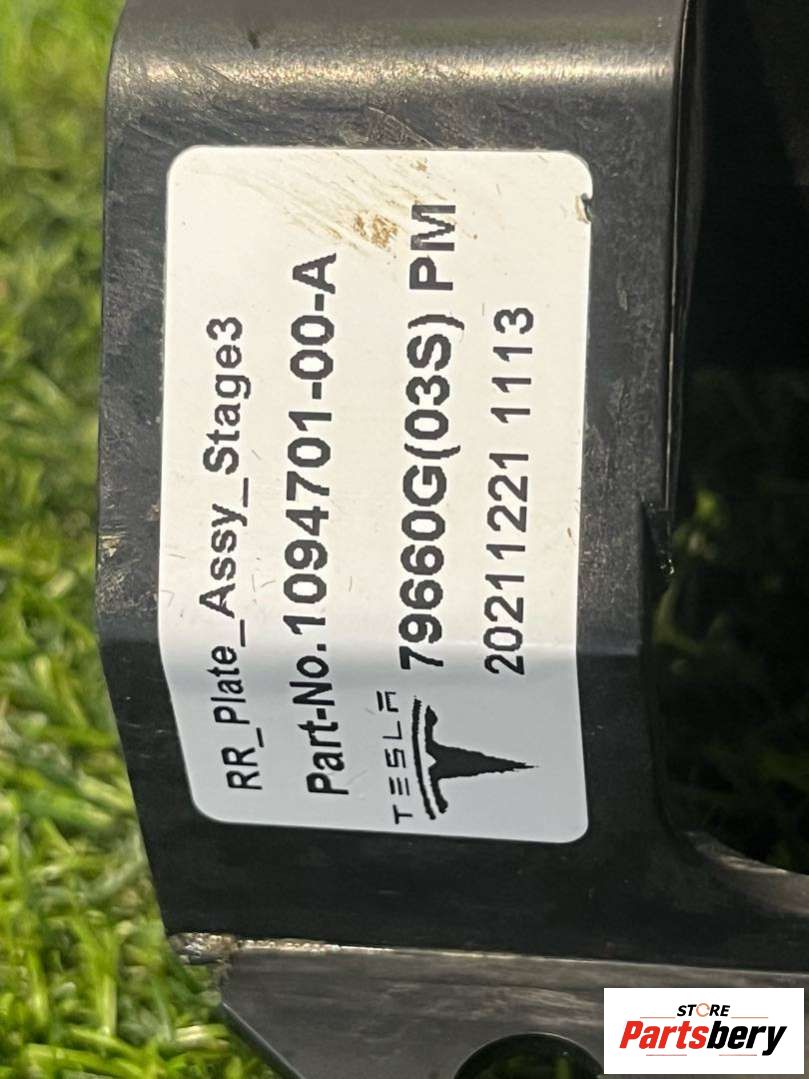 RR_Plate_Assy_Stage3
Part-No.1094701-00-A
TESLA
79660G(03S) PM
20211221 1113
STORE
Partsbery